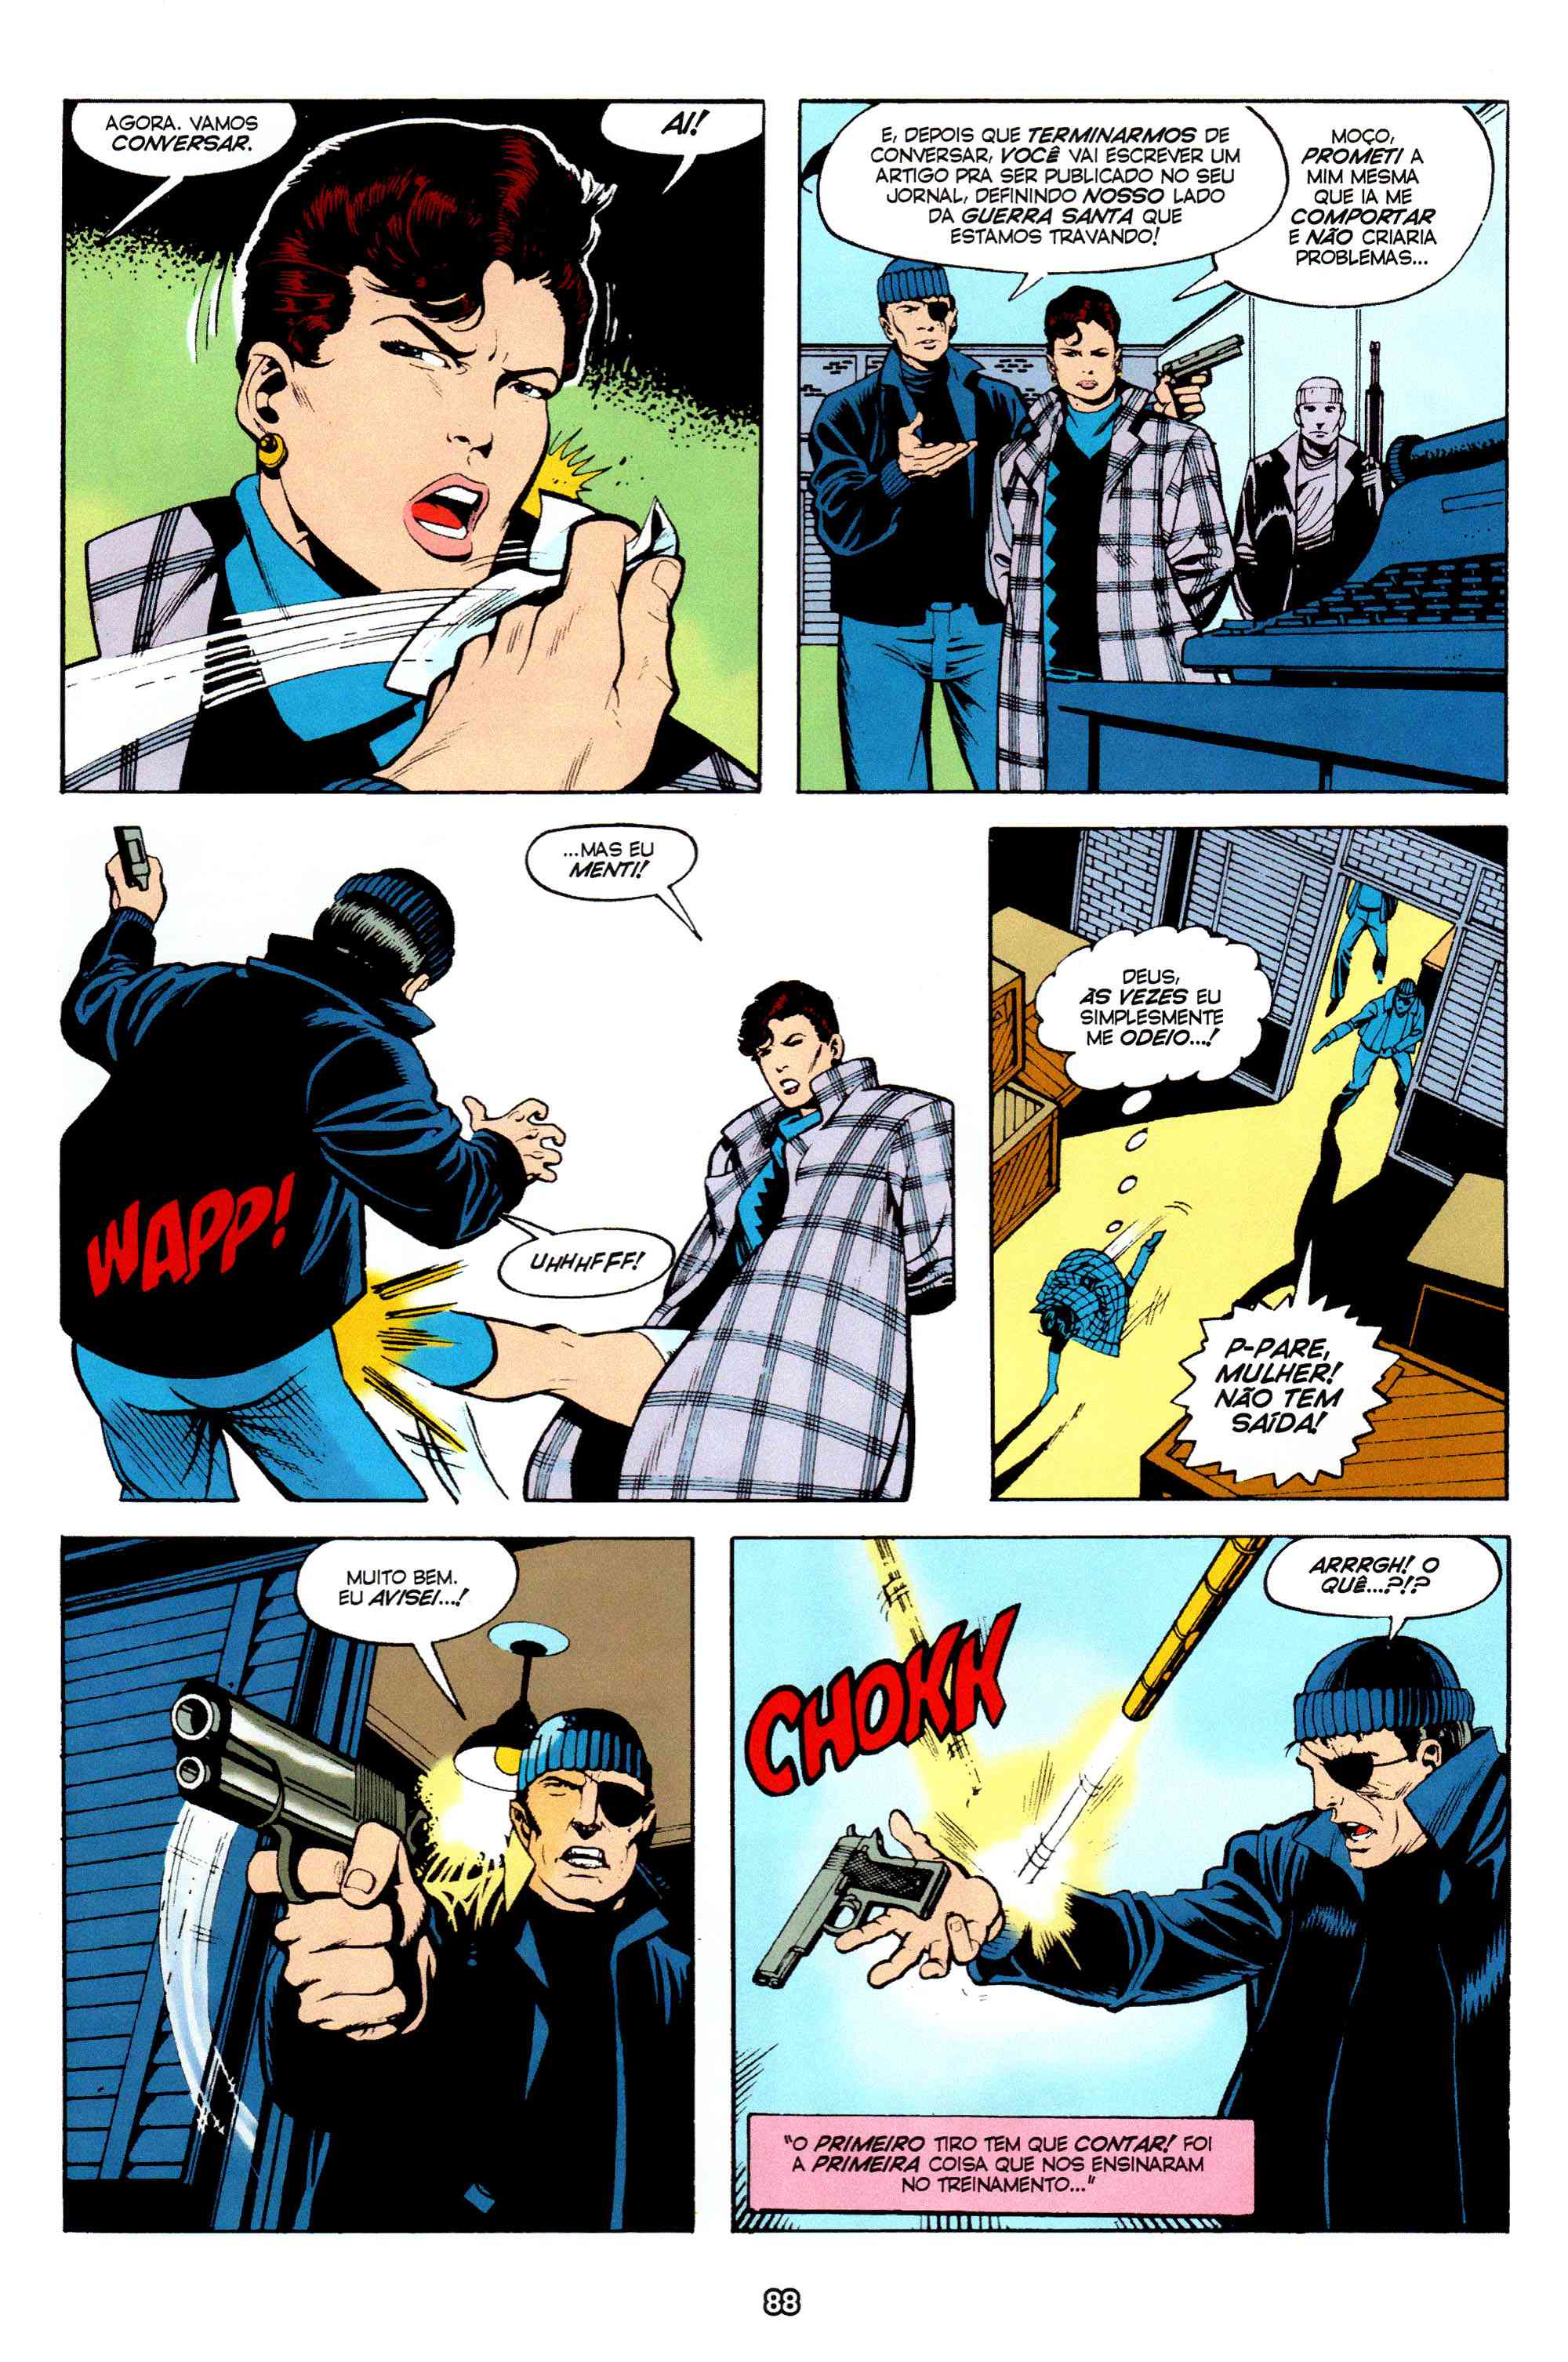 AGORA. VAMOS
CONVERSAR.
AI!
E, DEPOIS QUE TERMINARMOS DE
CONVERSAR, VOCÊ VAI ESCREVER UM
ARTIGO PRA SER PUBLICADO NO SEU
JORNAL, DEFININDO NOSSO LADO
DA GUERRA SANTA QUE
ESTAMOS TRAVANDO!
MOÇO,
PROMETI A
MIM MESMA
QUE IA ME
COMPORTAR
E NÃO CRIARIA
PROBLEMAS...
...MAS EU
MENTI!
WAPP!
UHHHFFF!
DEUS,
ÀS VEZES EU
SIMPLESMENTE
ME ODEIO...!
P-PARE,
MULHER!
NÃO TEM
SAÍDA!
MUITO BEM.
EU AVISEI...!
ARRRGH! O
QUÊ...?!?
CHOKK
"O PRIMEIRO TIRO TEM QUE CONTAR! FOI
A PRIMEIRA COISA QUE NOS ENSINARAM
NO TREINAMENTO..."
88